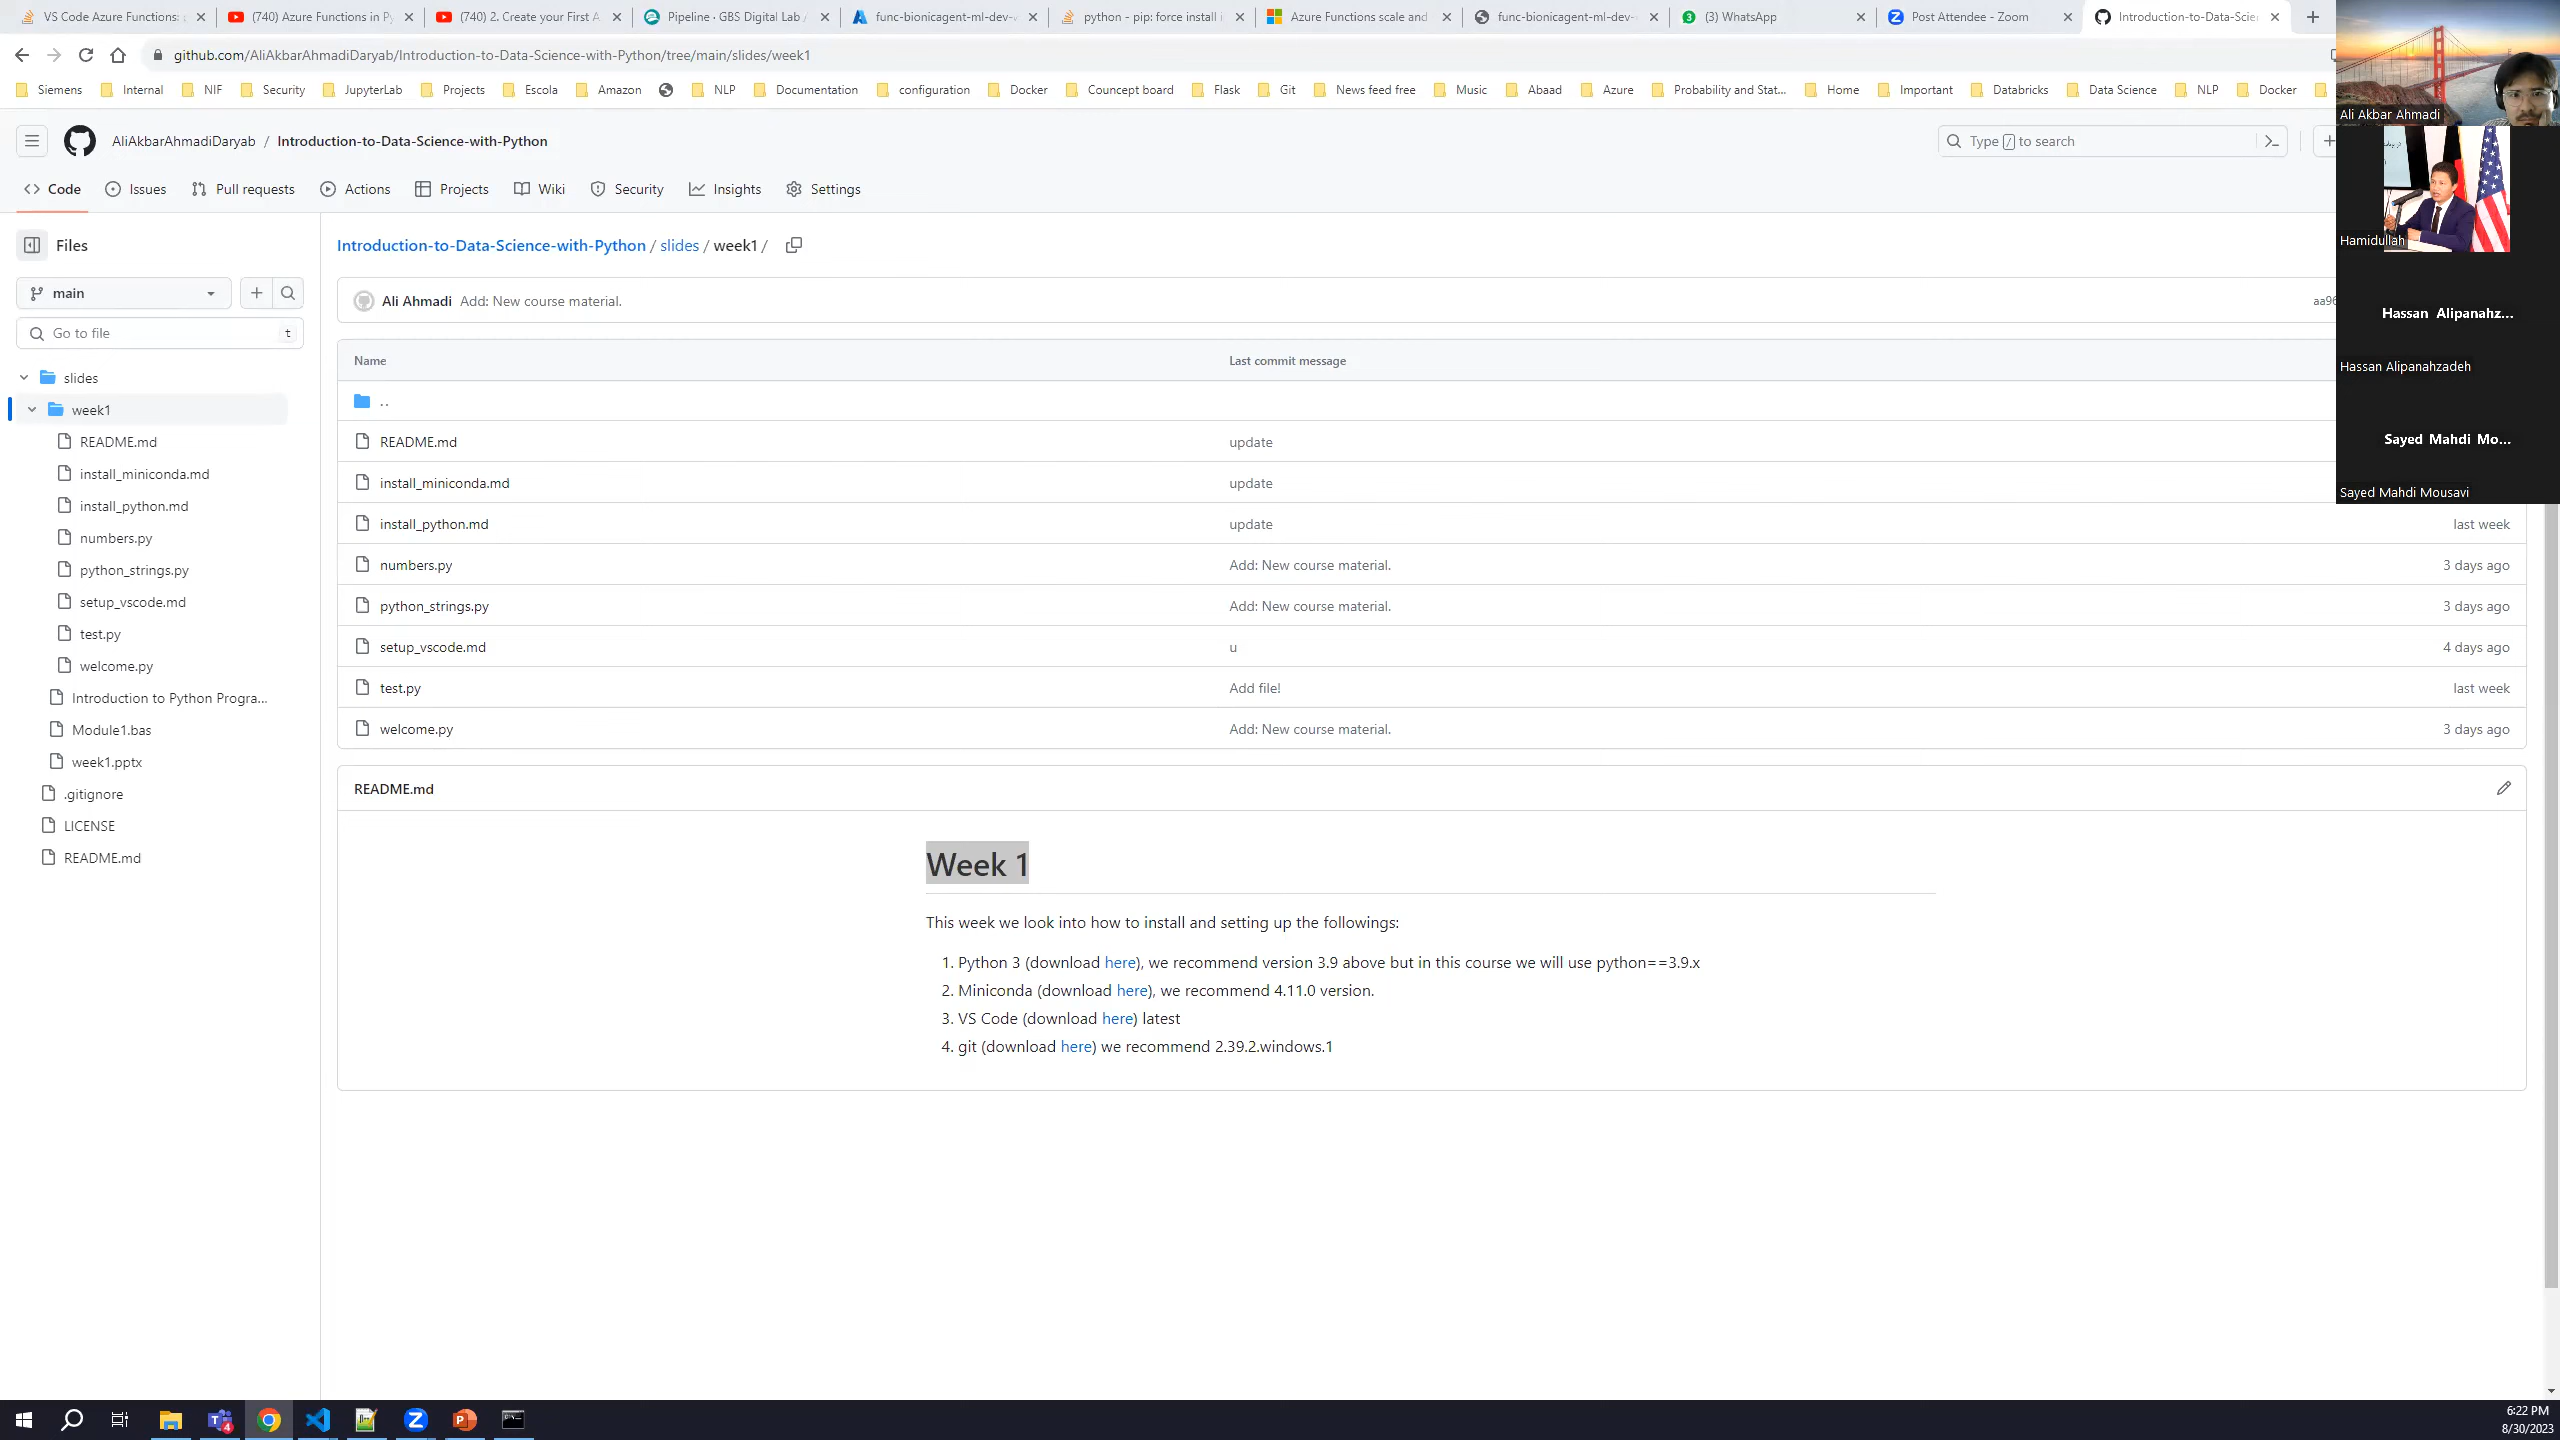 VS Code Azure Functions:
(740) Azure Functions in Py
(740) 2. Create your First A
Pipeline · GBS Digital Lab /
func-bionicagent-ml-dev-
python - pip: force install
Azure Functions scale and
func-bionicagent-ml-dev-
(3) WhatsApp
Post Attendee - Zoom
Introduction-to-Data-Scie
github.com/AliAkbarAhmadiDaryab/Introduction-to-Data-Science-with-Python/tree/main/slides/week1
Siemens Internal NIF Security JupyterLab Projects Escola Amazon NLP Documentation configuration Docker Councept board Flask Git News feed free Music Abaad Azure Probability and Stat... Home Important Databricks Data Science NLP Docker
Ali Akbar Ahmadi
AliAkbarAhmadiDaryab / Introduction-to-Data-Science-with-Python
Type / to search
Code Issues Pull requests Actions Projects Wiki Security Insights Settings
Hamidullah
Files
Introduction-to-Data-Science-with-Python / slides / week1 /
main
Go to file t
slides
week1
README.md
install_miniconda.md
install_python.md
numbers.py
python_strings.py
setup_vscode.md
test.py
welcome.py
Introduction to Python Progra...
Module1.bas
week1.pptx
.gitignore
LICENSE
README.md
Ali Ahmadi Add: New course material.
aa96
Hassan Alipanahz...
Hassan Alipanahzadeh
Sayed Mahdi Mo...
Sayed Mahdi Mousavi
Name Last commit message
..
README.md update
install_miniconda.md update
install_python.md update last week
numbers.py Add: New course material. 3 days ago
python_strings.py Add: New course material. 3 days ago
setup_vscode.md u 4 days ago
test.py Add file! last week
welcome.py Add: New course material. 3 days ago
README.md
Week 1
This week we look into how to install and setting up the followings:
1. Python 3 (download here), we recommend version 3.9 above but in this course we will use python==3.9.x
2. Miniconda (download here), we recommend 4.11.0 version.
3. VS Code (download here) latest
4. git (download here) we recommend 2.39.2.windows.1
6:22 PM
8/30/2023